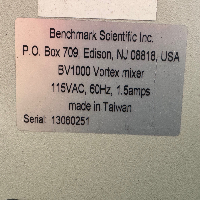 Benchmark Scientific Inc.
P.O. Box 709, Edison, NJ 08818, USA
BV1000 Vortex mixer
115VAC, 60Hz, 1.5amps
made in Taiwan
Serial: 13060251